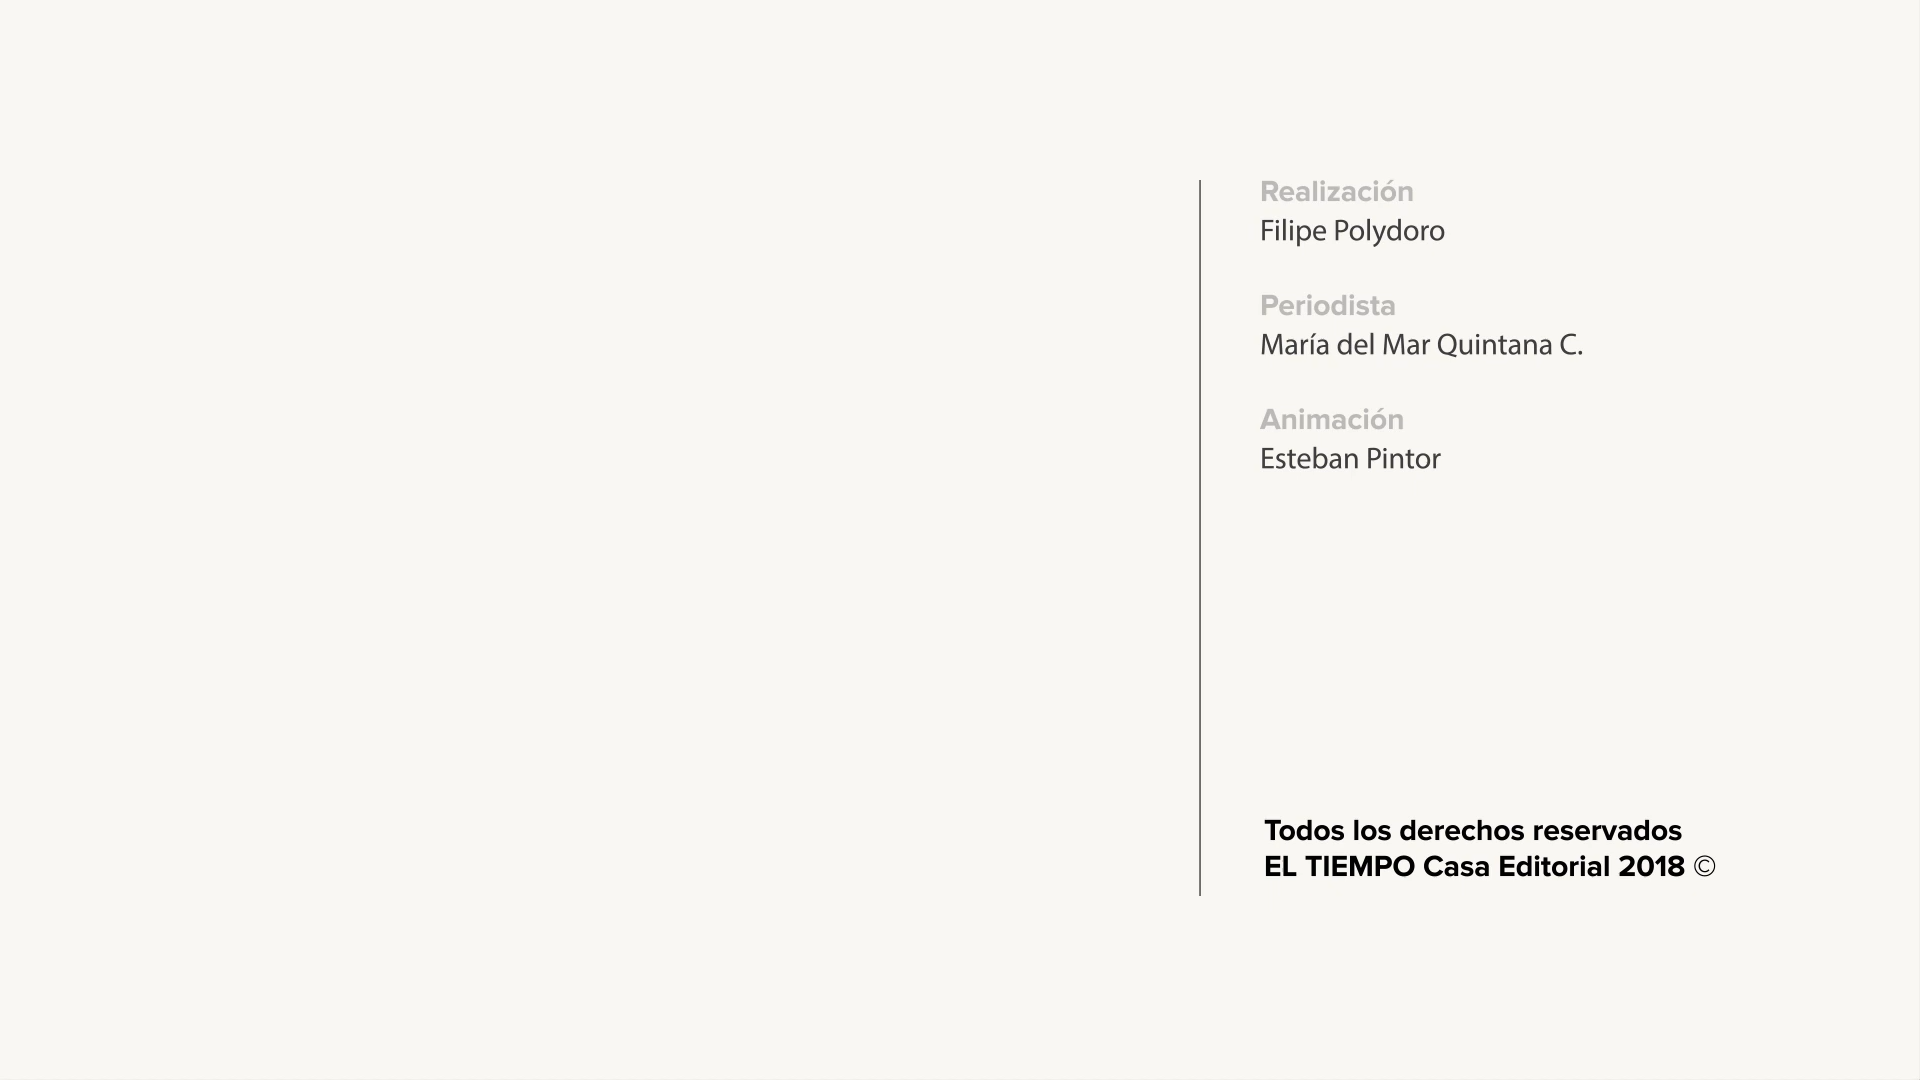 Realización
Filipe Polydoro
Periodista
María del Mar Quintana C.
Animación
Esteban Pintor
Todos los derechos reservados
EL TIEMPO Casa Editorial 2018 ©